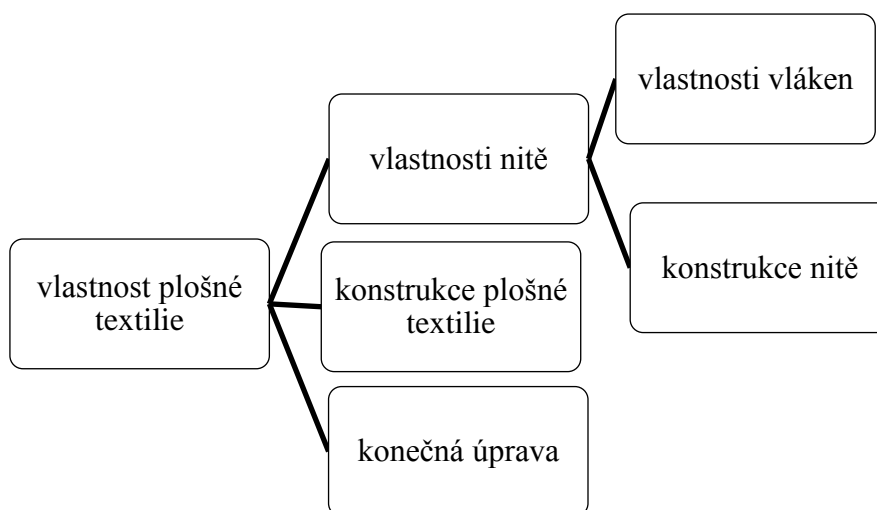 vlastnosti vláken
vlastnosti nitě
konstrukce nitě
vlastnost plošné
textilie
konstrukce plošné
textilie
konečná úprava